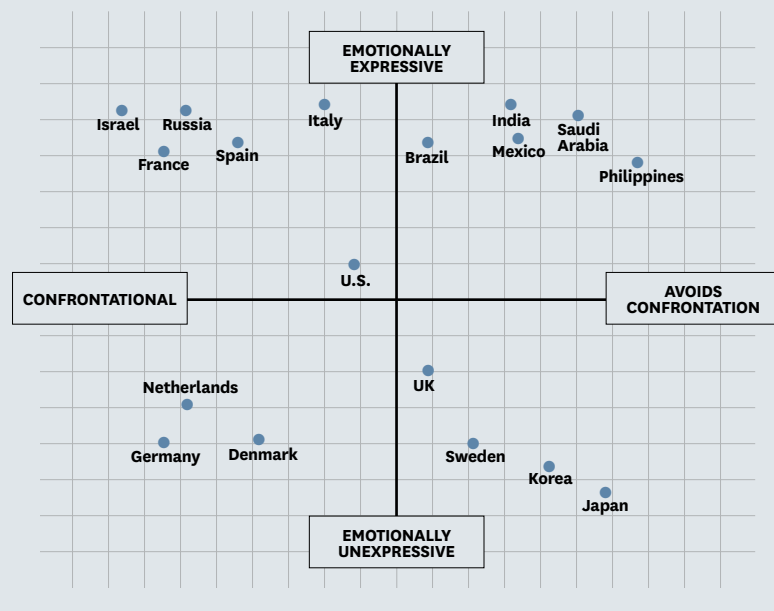 EMOTIONALLY
EXPRESSIVE
Israel
Russia
Italy
India
Saudi
Arabia
France
Spain
Brazil
Mexico
Philippines
U.S.
CONFRONTATIONAL
AVOIDS
CONFRONTATION
Netherlands
UK
Germany
Denmark
Sweden
Korea
Japan
EMOTIONALLY
UNEXPRESSIVE